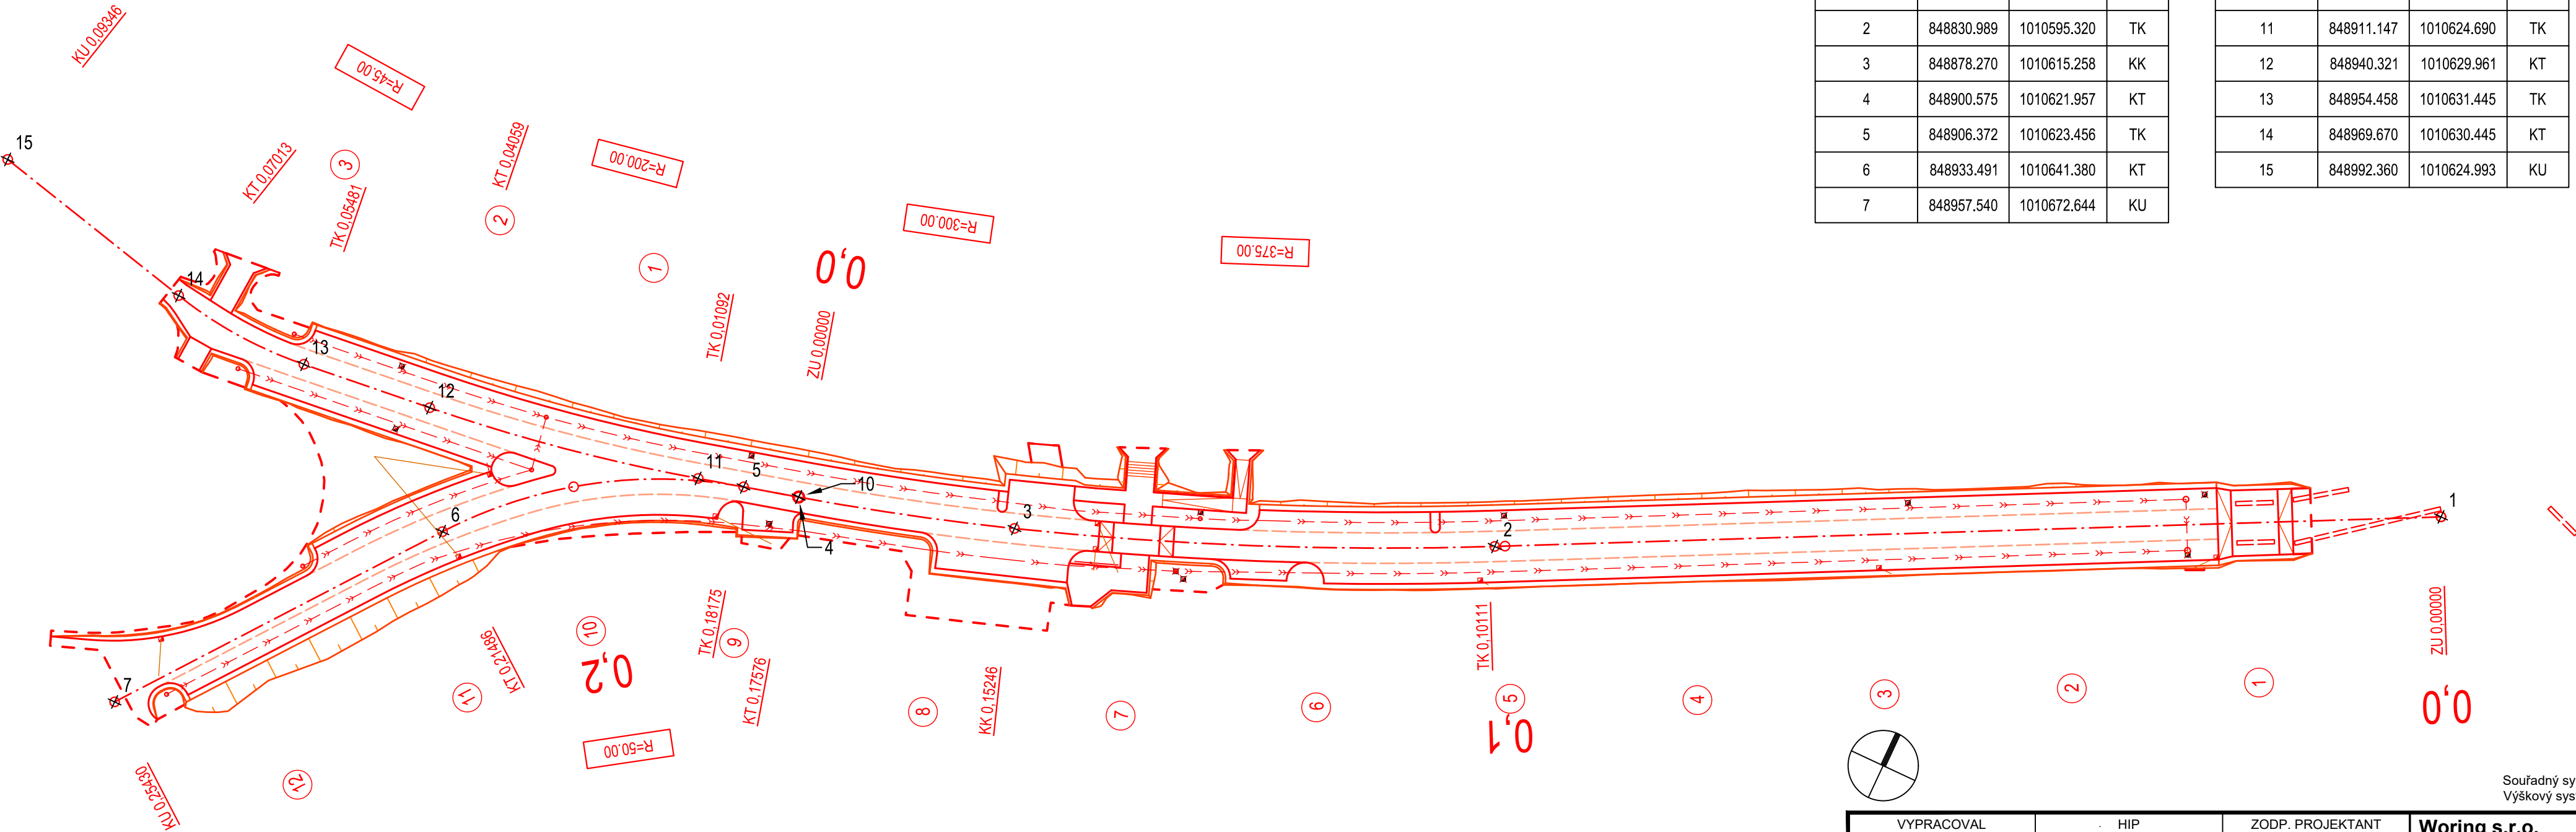 KU 0,09346
R=45.00
15
KT 0,07013
3
TK 0,05481
KT 0,04059
2
R=200.00
1
R=300.00
0,0
R=375.00
TK 0,01092
ZU 0,00000
2 848830.989 1010595.320 TK
3 848878.270 1010615.258 KK
4 848900.575 1010621.957 KT
5 848906.372 1010623.456 TK
6 848933.491 1010641.380 KT
7 848957.540 1010672.644 KU
11 848911.147 1010624.690 TK
12 848940.321 1010629.961 KT
13 848954.458 1010631.445 TK
14 848969.670 1010630.445 KT
15 848992.360 1010624.993 KU
14
13
12
11
5
10
3
4
6
7
2
1
KU 0,25430
12
11
KT 0,21486
10
0,2
R=50.00
TK 0,18175
9
KT 0,17576
8
KK 0,15246
7
6
TK 0,10111
5
0,1
4
3
2
1
ZU 0,00000
0,0
Souřadný sy
Výškový sys
VYPRACOVAL
HIP
ZODP. PROJEKTANT
Woring s.r.o.